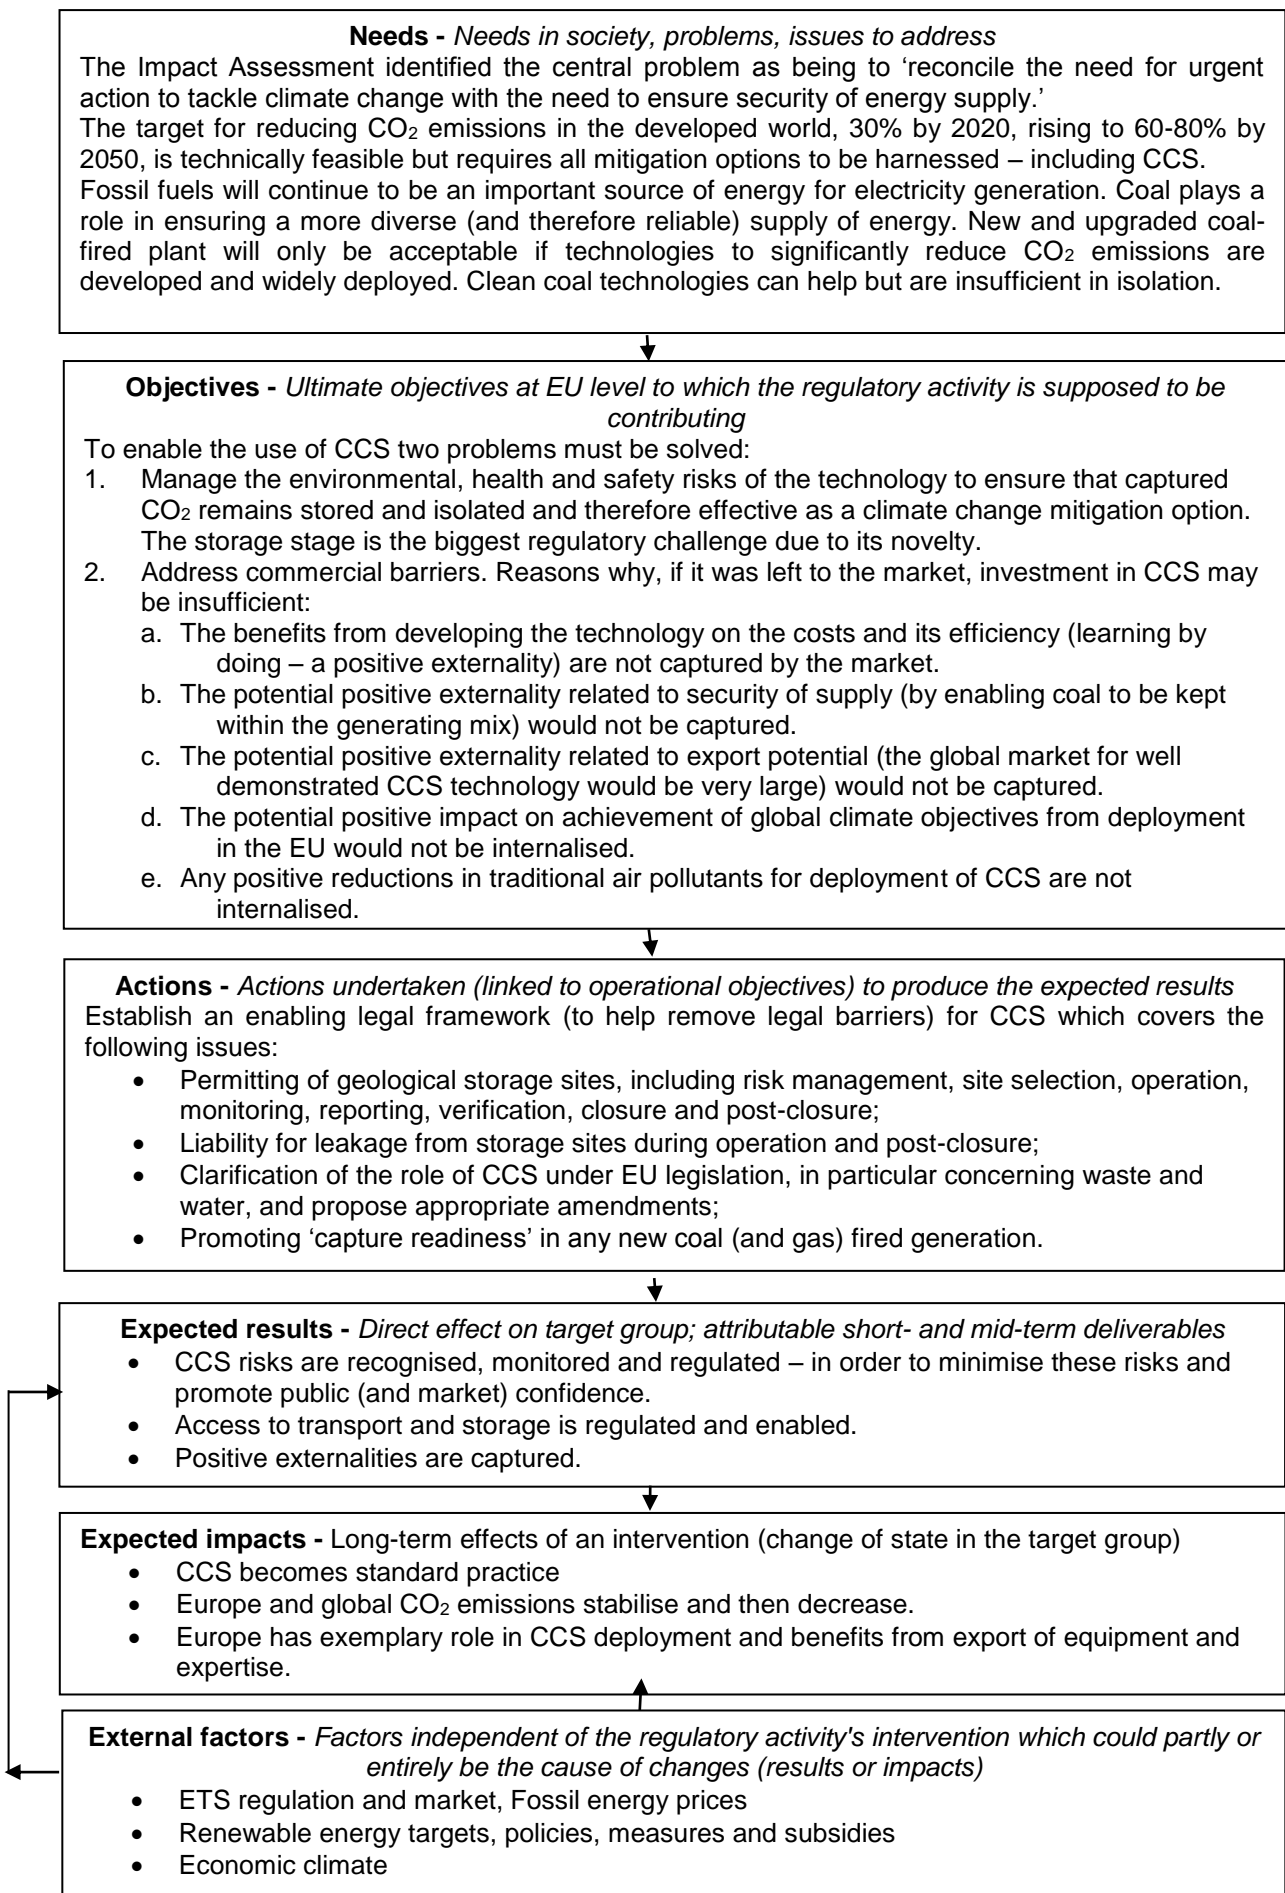 Needs - Needs in society, problems, issues to address
The Impact Assessment identified the central problem as being to ‘reconcile the need for urgent
action to tackle climate change with the need to ensure security of energy supply.’
The target for reducing CO₂ emissions in the developed world, 30% by 2020, rising to 60-80% by
2050, is technically feasible but requires all mitigation options to be harnessed – including CCS.
Fossil fuels will continue to be an important source of energy for electricity generation. Coal plays a
role in ensuring a more diverse (and therefore reliable) supply of energy. New and upgraded coal-
fired plant will only be acceptable if technologies to significantly reduce CO₂ emissions are
developed and widely deployed. Clean coal technologies can help but are insufficient in isolation.
Objectives - Ultimate objectives at EU level to which the regulatory activity is supposed to be
contributing
To enable the use of CCS two problems must be solved:
1. Manage the environmental, health and safety risks of the technology to ensure that captured
CO₂ remains stored and isolated and therefore effective as a climate change mitigation option.
The storage stage is the biggest regulatory challenge due to its novelty.
2. Address commercial barriers. Reasons why, if it was left to the market, investment in CCS may
be insufficient:
a. The benefits from developing the technology on the costs and its efficiency (learning by
doing – a positive externality) are not captured by the market.
b. The potential positive externality related to security of supply (by enabling coal to be kept
within the generating mix) would not be captured.
c. The potential positive externality related to export potential (the global market for well
demonstrated CCS technology would be very large) would not be captured.
d. The potential positive impact on achievement of global climate objectives from deployment
in the EU would not be internalised.
e. Any positive reductions in traditional air pollutants for deployment of CCS are not
internalised.
Actions - Actions undertaken (linked to operational objectives) to produce the expected results
Establish an enabling legal framework (to help remove legal barriers) for CCS which covers the
following issues:
• Permitting of geological storage sites, including risk management, site selection, operation,
monitoring, reporting, verification, closure and post-closure;
• Liability for leakage from storage sites during operation and post-closure;
• Clarification of the role of CCS under EU legislation, in particular concerning waste and
water, and propose appropriate amendments;
• Promoting ‘capture readiness’ in any new coal (and gas) fired generation.
Expected results - Direct effect on target group; attributable short- and mid-term deliverables
• CCS risks are recognised, monitored and regulated – in order to minimise these risks and
promote public (and market) confidence.
• Access to transport and storage is regulated and enabled.
• Positive externalities are captured.
Expected impacts - Long-term effects of an intervention (change of state in the target group)
• CCS becomes standard practice
• Europe and global CO₂ emissions stabilise and then decrease.
• Europe has exemplary role in CCS deployment and benefits from export of equipment and
expertise.
External factors - Factors independent of the regulatory activity's intervention which could partly or
entirely be the cause of changes (results or impacts)
• ETS regulation and market, Fossil energy prices
• Renewable energy targets, policies, measures and subsidies
• Economic climate